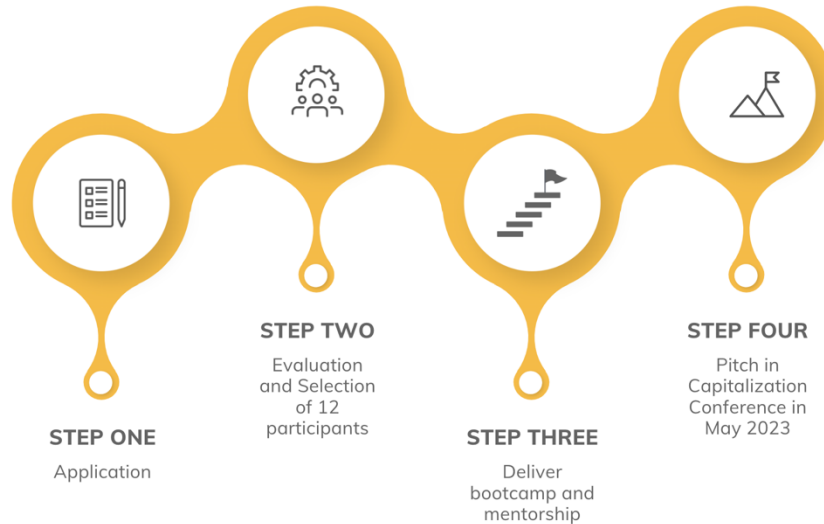 STEP ONE
Application
STEP TWO
Evaluation
and Selection
of 12
participants
STEP THREE
Deliver
bootcamp and
mentorship
STEP FOUR
Pitch in
Capitalization
Conference in
May 2023